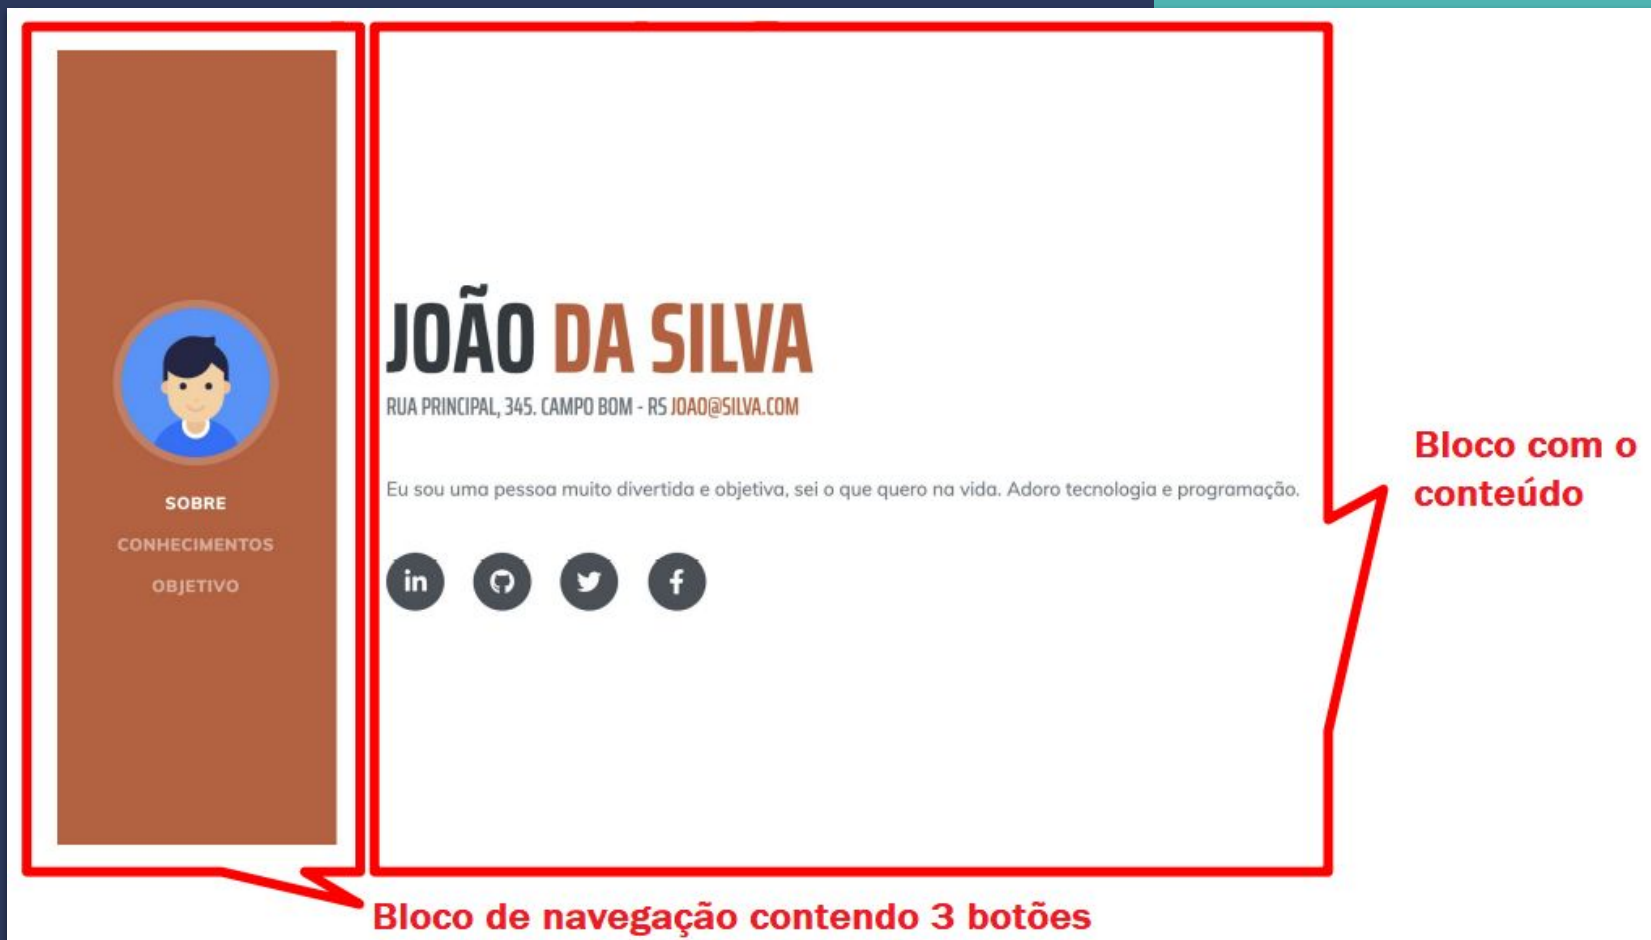 SOBRE
CONHECIMENTOS
OBJETIVO
JOÃO DA SILVA
RUA PRINCIPAL, 345. CAMPO BOM - RS JOAO@SILVA.COM
Eu sou uma pessoa muito divertida e objetiva, sei o que quero na vida. Adoro tecnologia e programação.
in
f
Bloco com o
conteúdo
Bloco de navegação contendo 3 botões